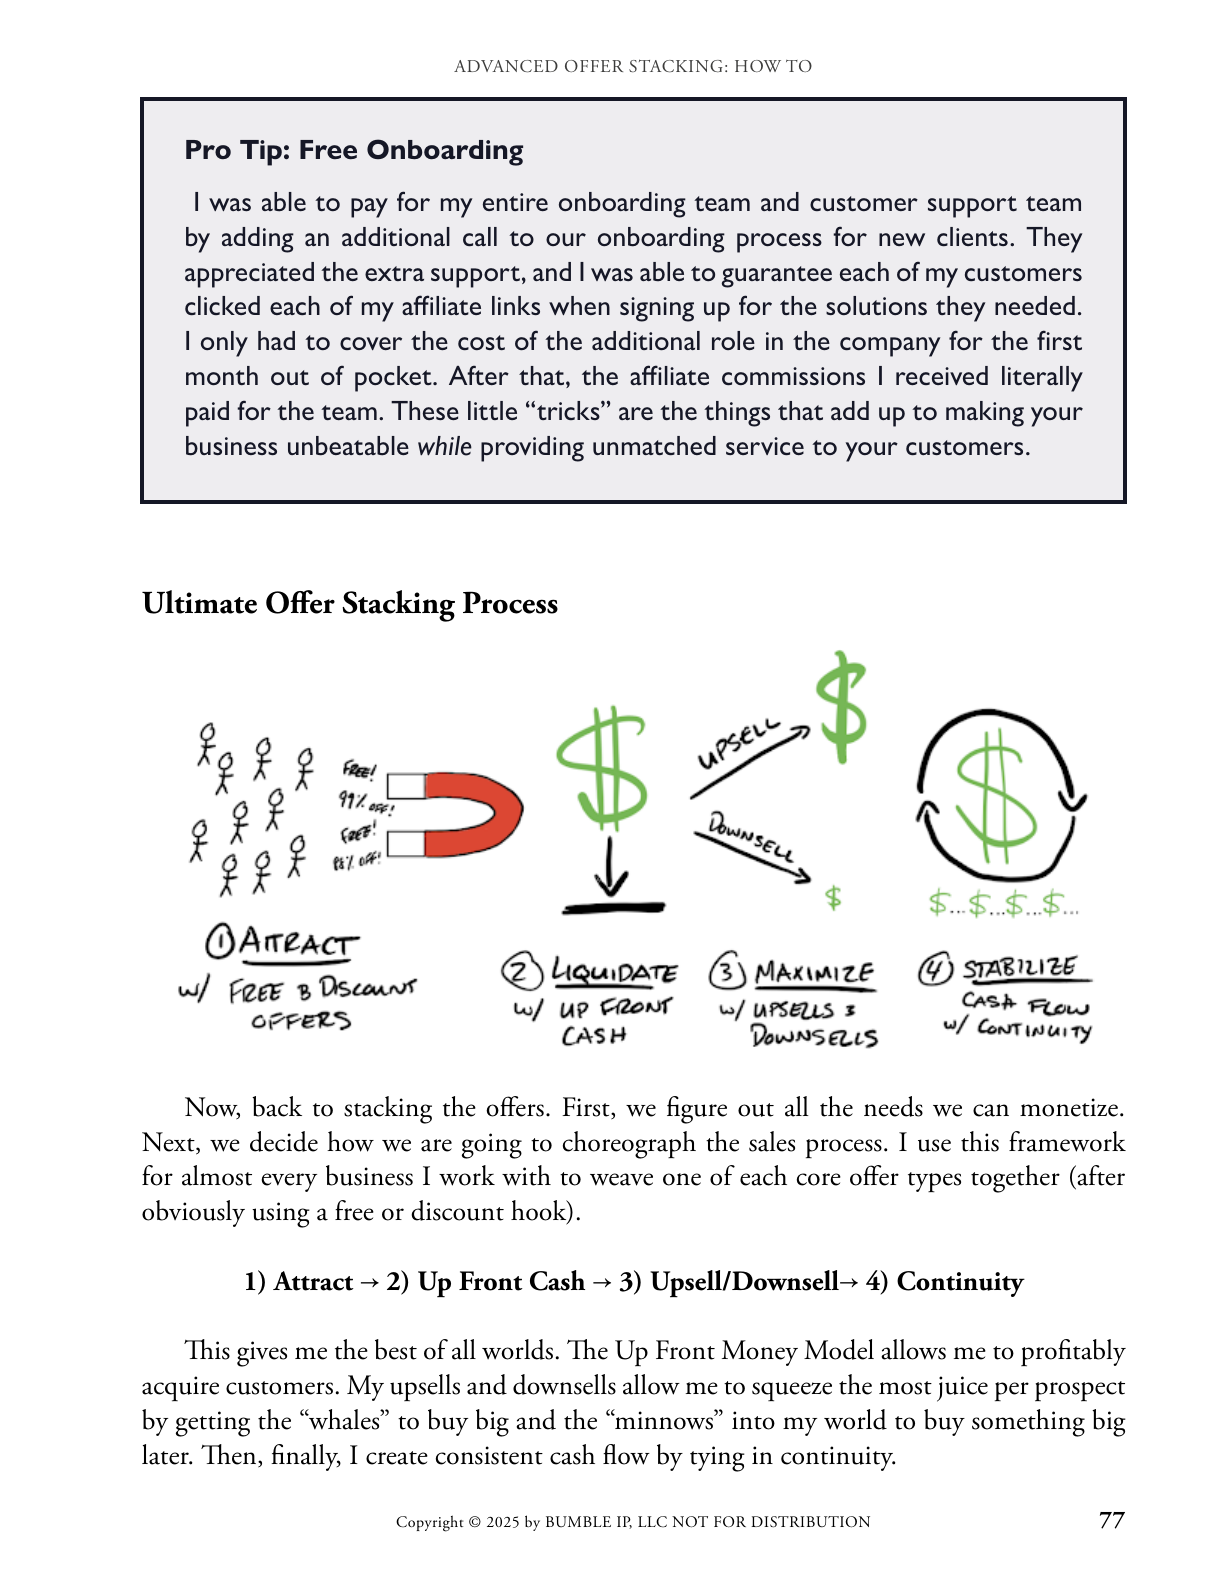 ADVANCED OFFER STACKING: HOW TO
Pro Tip: Free Onboarding
I was able to pay for my entire onboarding team and customer support team
by adding an additional call to our onboarding process for new clients. They
appreciated the extra support, and I was able to guarantee each of my customers
clicked each of my affiliate links when signing up for the solutions they needed.
I only had to cover the cost of the additional role in the company for the first
month out of pocket. After that, the affiliate commissions I received literally
paid for the team. These little “tricks” are the things that add up to making your
business unbeatable while providing unmatched service to your customers.
Ultimate Offer Stacking Process
FREE!
99% OFF!
FREE!
% OFF!
$
UPSELL
$
DOWNSELL
$
$
$...$...$...$...
① ATTRACT
w/ FREE & DISCOUNT
OFFERS
② LIQUIDATE
w/ UP FRONT
CASH
③ MAXIMIZE
w/ UPSELLS &
DOWNSELLS
④ STABILIZE
CASH FLOW
w/ CONTINUITY
Now, back to stacking the offers. First, we figure out all the needs we can monetize.
Next, we decide how we are going to choreograph the sales process. I use this framework
for almost every business I work with to weave one of each core offer types together (after
obviously using a free or discount hook).
1) Attract → 2) Up Front Cash → 3) Upsell/Downsell→ 4) Continuity
This gives me the best of all worlds. The Up Front Money Model allows me to profitably
acquire customers. My upsells and downsells allow me to squeeze the most juice per prospect
by getting the “whales” to buy big and the “minnows” into my world to buy something big
later. Then, finally, I create consistent cash flow by tying in continuity.
Copyright © 2025 by BUMBLE IP, LLC NOT FOR DISTRIBUTION
77